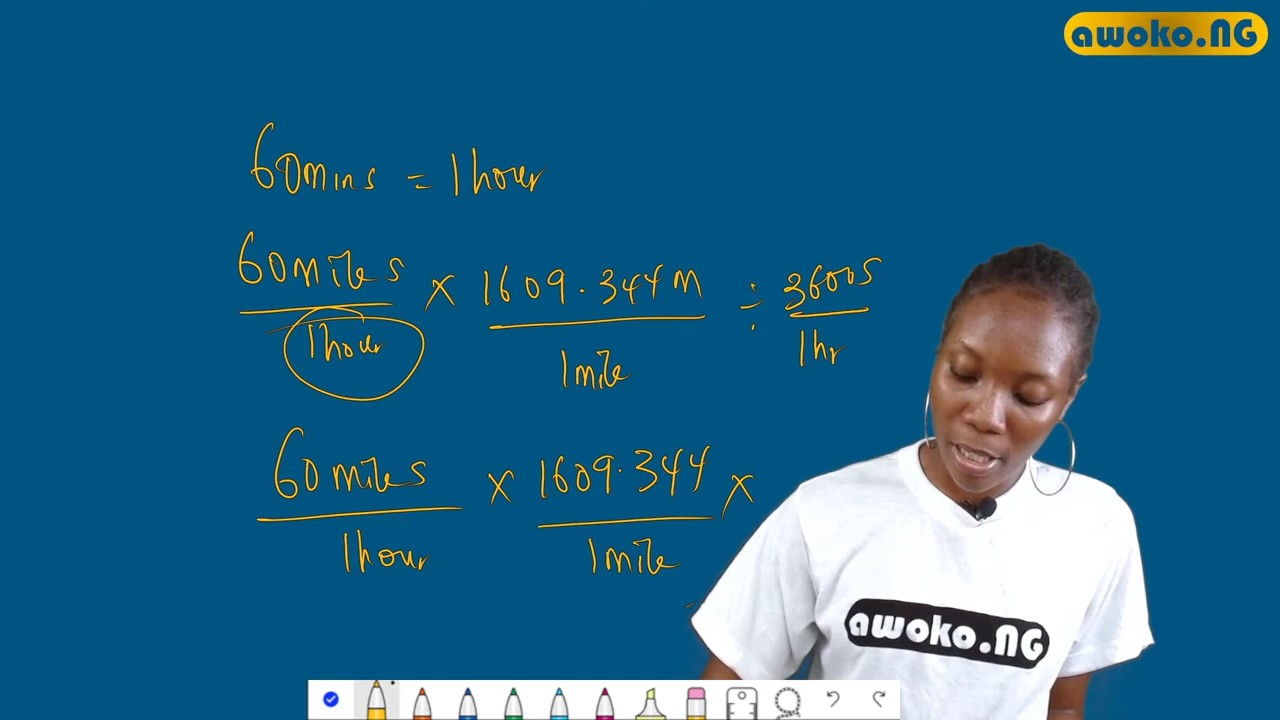 awoko.NG
60mins = 1hour
60miles/1hour × 1609.344m/1mile ÷ 3600s/1hr
60miles/1hour × 1609.344/1mile ×
awoko.NG